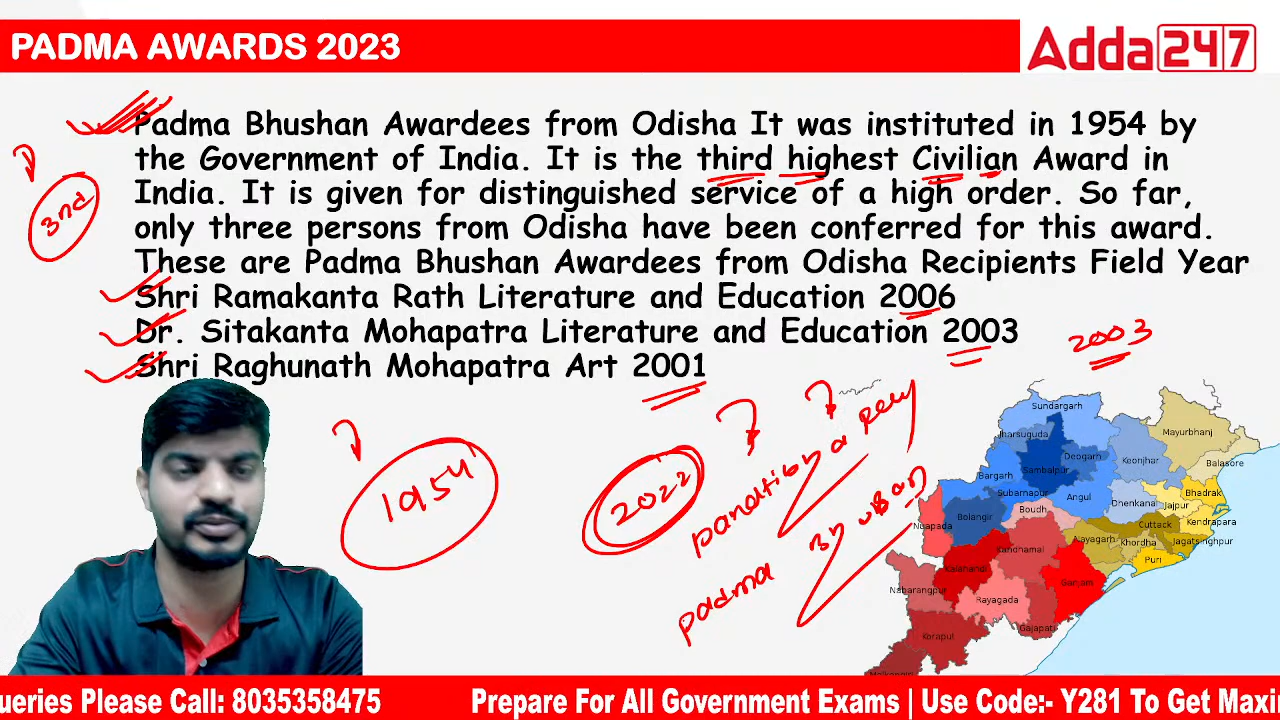 PADMA AWARDS 2023
Adda247
Padma Bhushan Awardees from Odisha It was instituted in 1954 by
the Government of India. It is the third highest Civilian Award in
India. It is given for distinguished service of a high order. So far,
only three persons from Odisha have been conferred for this award.
These are Padma Bhushan Awardees from Odisha Recipients Field Year
Shri Ramakanta Rath Literature and Education 2006
Dr. Sitakanta Mohapatra Literature and Education 2003
Shri Raghunath Mohapatra Art 2001
3nd
2003
1954
2022
padma
Sundargarh
Jharsuguda
Mayurbhanj
Deogarh
Keonjhar
Sambalpur
Balasore
Bargarh
Subarnapur
Angul
Bhadrak
Dhenkanal
Jajpur
Bolangir
Boudh
Kendrapara
Nuapada
Cuttack
Nayagarh
Khordha
Jagatsinghpur
Kandhamal
Puri
Kalahandi
Ganjam
Nabarangpur
Rayagada
Gajapati
Koraput
Malkangiri
ueries Please Call: 8035358475 Prepare For All Government Exams | Use Code:- Y281 To Get Maxi